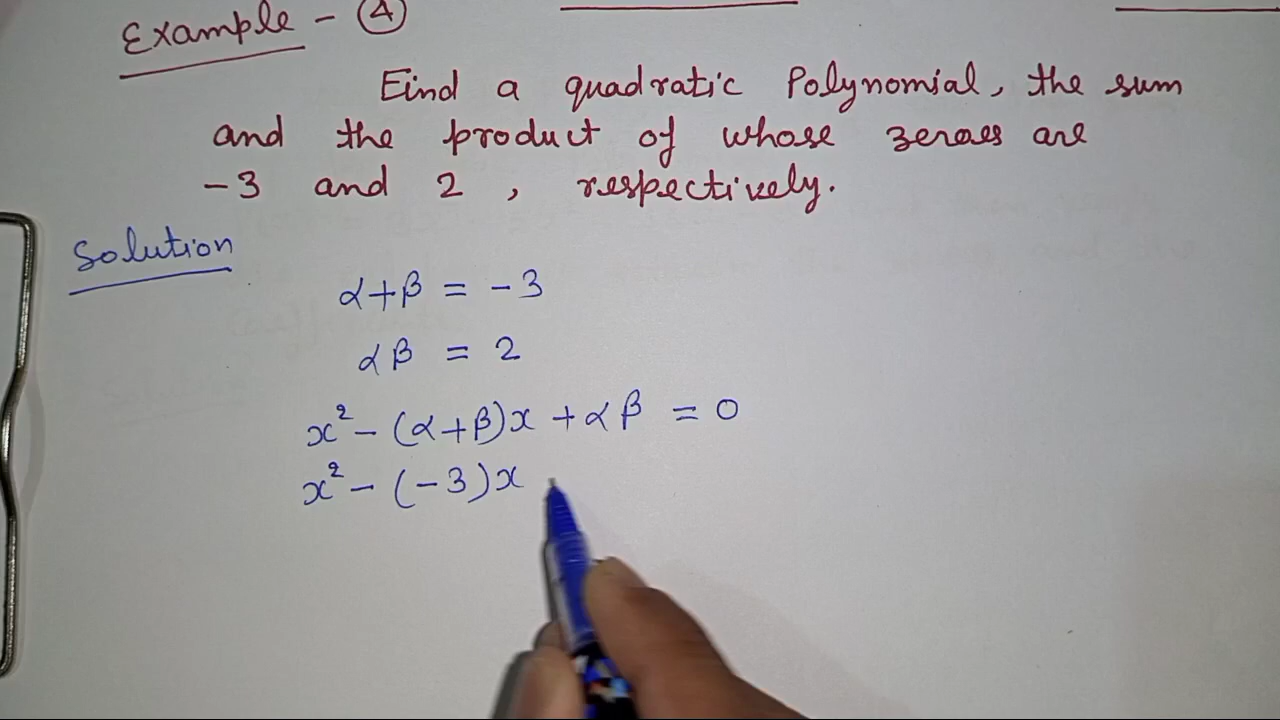 Example - ④
Find a quadratic Polynomial, the sum
and the product of whose zeroes are
-3 and 2 , respectively.
Solution
α+β = -3
αβ = 2
x² - (α+β)x + αβ = 0
x² - (-3)x